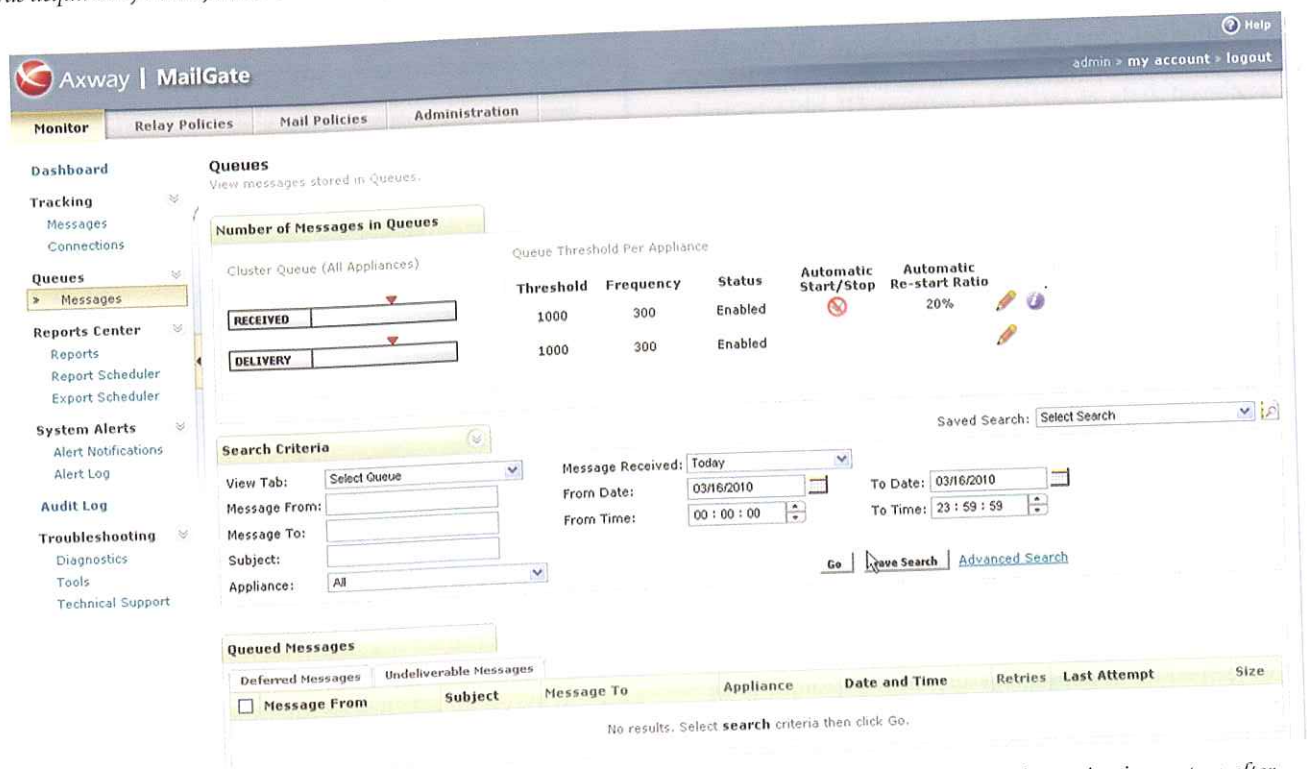 Help
Axway | MailGate
admin > my account > logout
Monitor Relay Policies Mail Policies Administration
Dashboard
Tracking
Messages
Connections
Queues
» Messages
Reports Center
Reports
Report Scheduler
Export Scheduler
System Alerts
Alert Notifications
Alert Log
Audit Log
Troubleshooting
Diagnostics
Tools
Technical Support
Queues
View messages stored in Queues.
Number of Messages in Queues
Cluster Queue (All Appliances)
RECEIVED
DELIVERY
Queue Threshold Per Appliance
Threshold Frequency Status Automatic Start/Stop Automatic Re-start Ratio
1000 300 Enabled 20%
1000 300 Enabled
Saved Search: Select Search
Search Criteria
View Tab: Select Queue
Message From:
Message To:
Subject:
Appliance: All
Message Received: Today
From Date: 03/16/2010 To Date: 03/16/2010
From Time: 00 : 00 : 00 To Time: 23 : 59 : 59
Go Save Search Advanced Search
Queued Messages
Deferred Messages Undeliverable Messages
Message From Subject Message To Appliance Date and Time Retries Last Attempt Size
No results. Select search criteria then click Go.